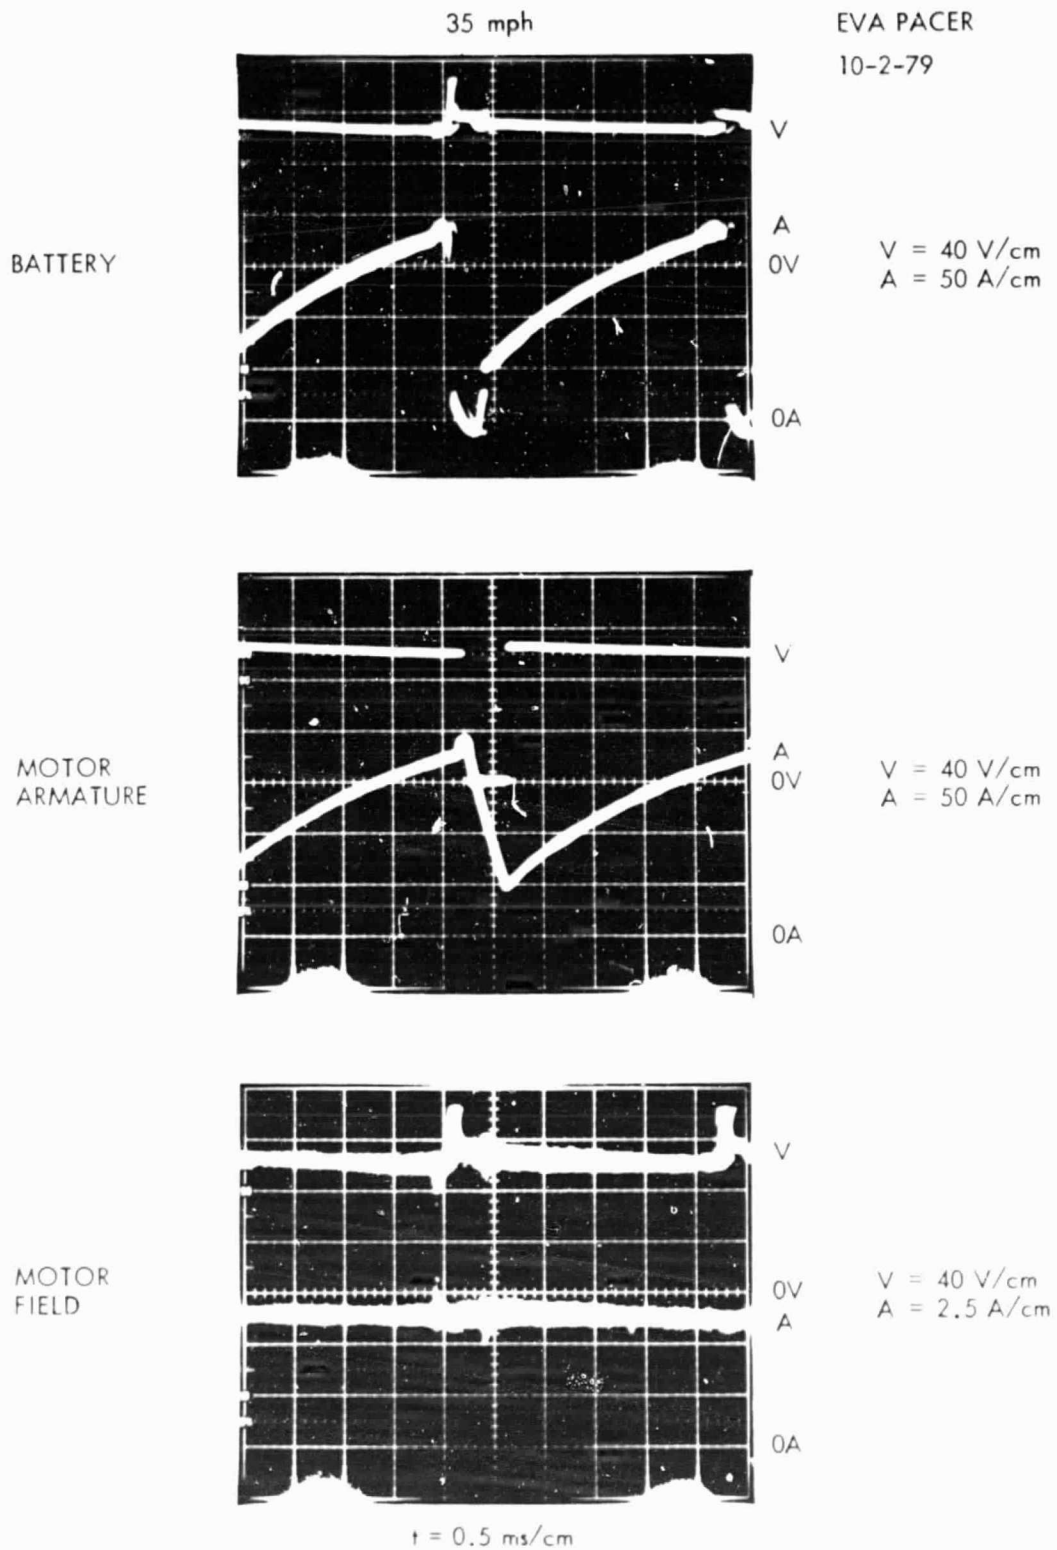 35 mph
EVA PACER
10-2-79
V
A
BATTERY
0V
V = 40 V/cm
A = 50 A/cm
0A
V
A
MOTOR
ARMATURE
0V
V = 40 V/cm
A = 50 A/cm
0A
V
MOTOR
FIELD
0V
A
V = 40 V/cm
A = 2.5 A/cm
0A
t = 0.5 ms/cm